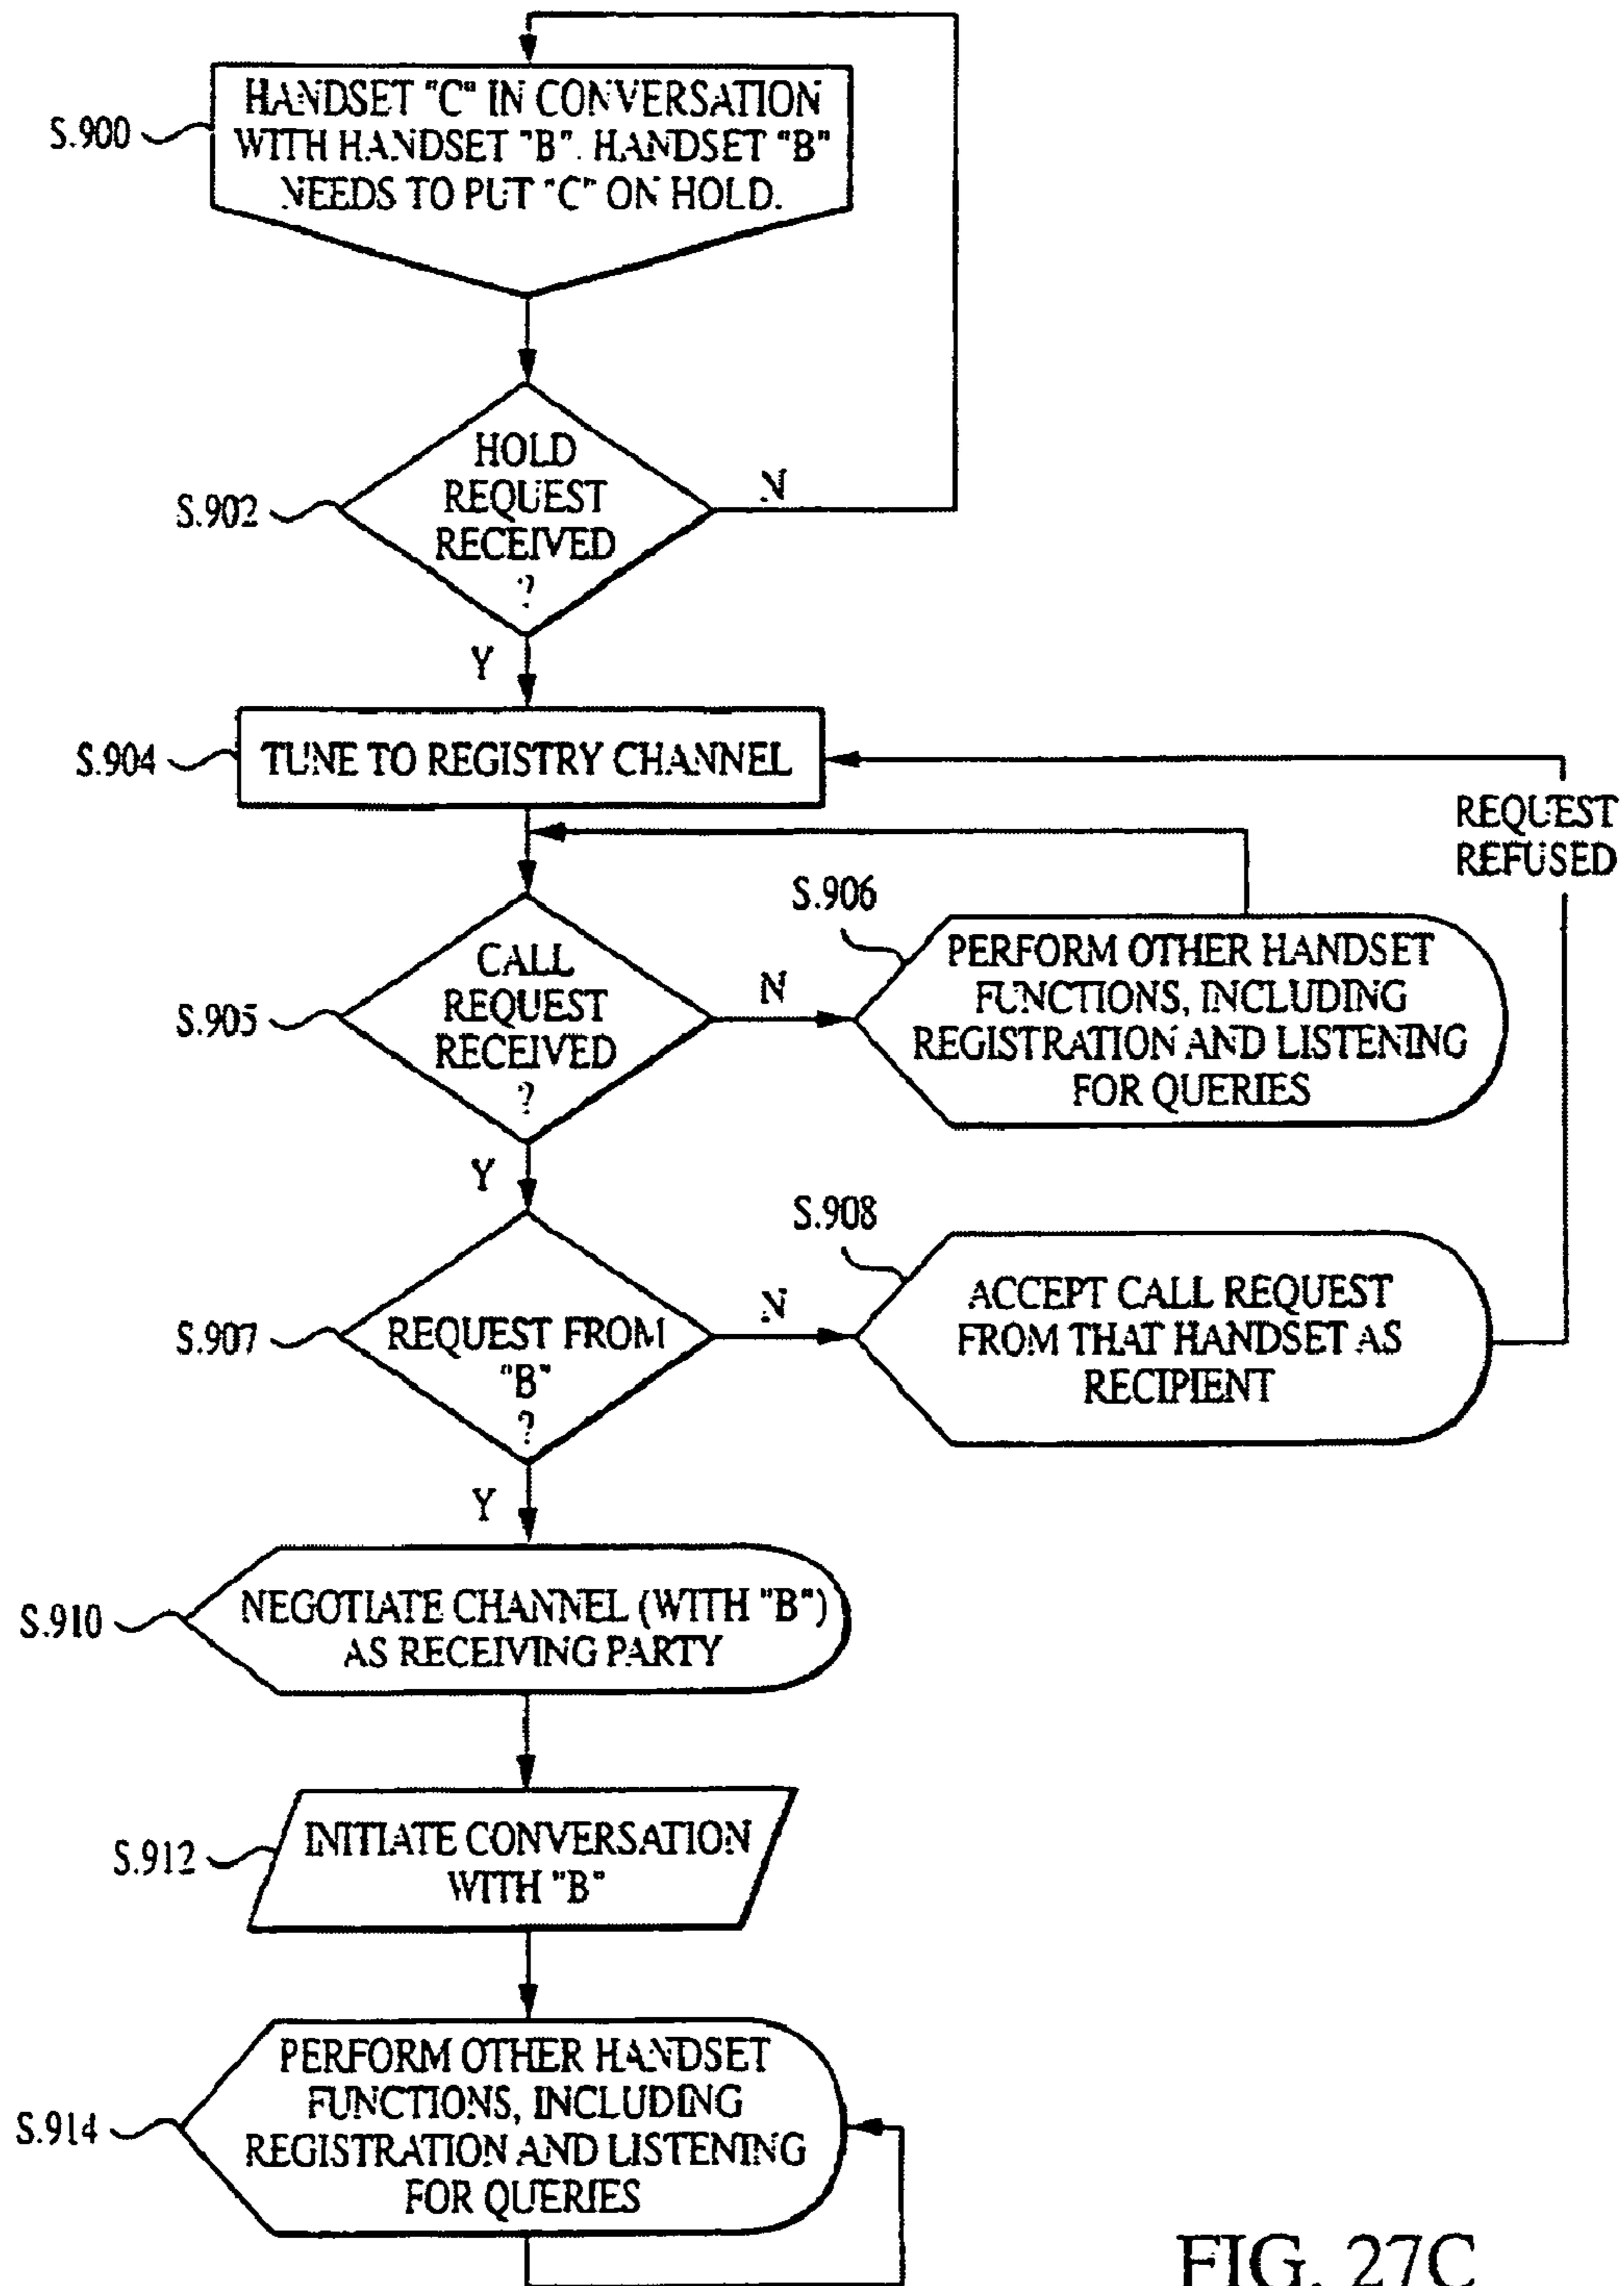 HANDSET "C" IN CONVERSATION
WITH HANDSET "B". HANDSET "B"
NEEDS TO PUT "C" ON HOLD.
S.900
HOLD
REQUEST
RECEIVED
?
S.902
N
Y
S.904
TUNE TO REGISTRY CHANNEL
REQUEST
REFUSED
S.906
CALL
REQUEST
RECEIVED
?
S.905
N
PERFORM OTHER HANDSET
FUNCTIONS, INCLUDING
REGISTRATION AND LISTENING
FOR QUERIES
Y
S.908
S.907
REQUEST FROM
"B"
?
N
ACCEPT CALL REQUEST
FROM THAT HANDSET AS
RECIPIENT
Y
S.910
NEGOTIATE CHANNEL (WITH "B")
AS RECEIVING PARTY
S.912
INITIATE CONVERSATION
WITH "B"
S.914
PERFORM OTHER HANDSET
FUNCTIONS, INCLUDING
REGISTRATION AND LISTENING
FOR QUERIES
FIG. 27C